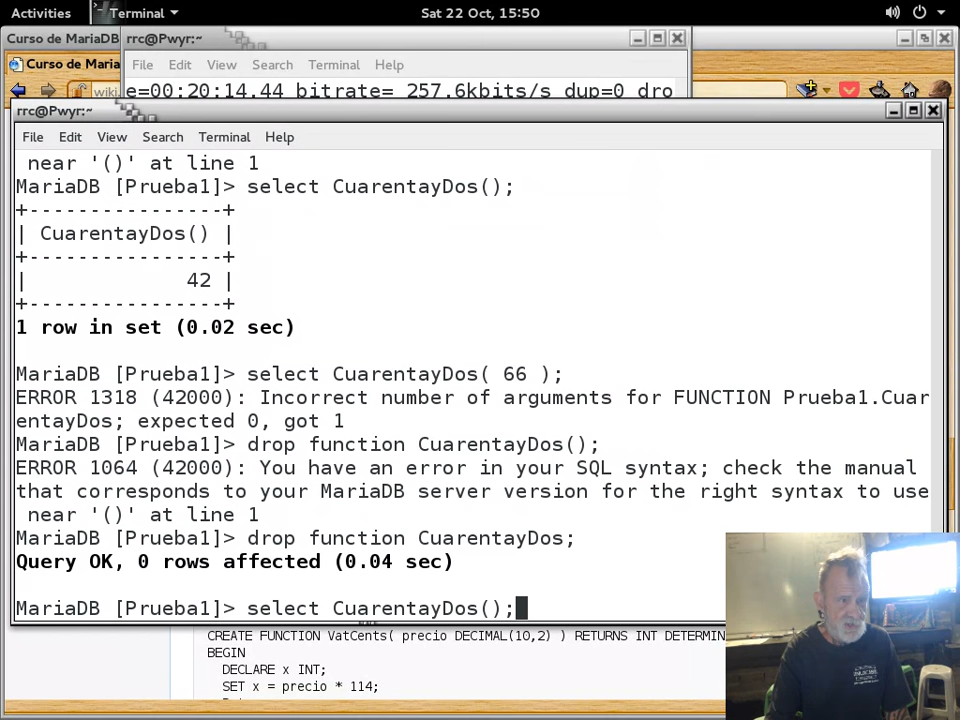 Activities
Terminal
Sat 22 Oct, 15:50
Curso de MariaDB
rrc@Pwyr:~
Curso de Maria
File Edit View Search Terminal Help
wiki.
e=00:20:14.44 bitrate= 257.6kbits/s dup=0 dro
rrc@Pwyr:~
File Edit View Search Terminal Help
near '()' at line 1
MariaDB [Prueba1]> select CuarentayDos();
+----------------+
| CuarentayDos() |
+----------------+
|             42 |
+----------------+
1 row in set (0.02 sec)
MariaDB [Prueba1]> select CuarentayDos( 66 );
ERROR 1318 (42000): Incorrect number of arguments for FUNCTION Prueba1.Cuar
entayDos; expected 0, got 1
MariaDB [Prueba1]> drop function CuarentayDos();
ERROR 1064 (42000): You have an error in your SQL syntax; check the manual
that corresponds to your MariaDB server version for the right syntax to use
near '()' at line 1
MariaDB [Prueba1]> drop function CuarentayDos;
Query OK, 0 rows affected (0.04 sec)
MariaDB [Prueba1]> select CuarentayDos();
CREATE FUNCTION VatCents( precio DECIMAL(10,2) ) RETURNS INT DETERMIN
BEGIN
DECLARE x INT;
SET x = precio * 114;